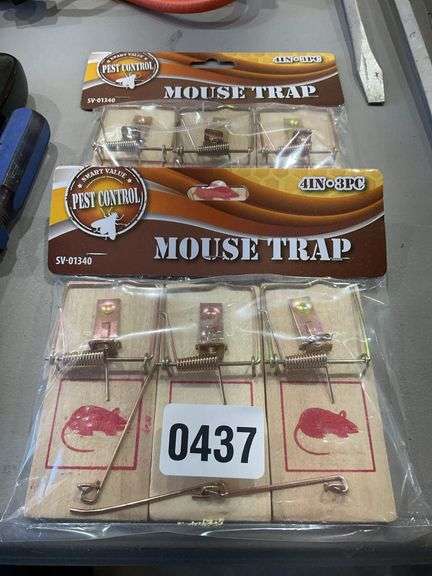 SMART VALUE
PEST CONTROL
SV-01340
4IN•3PC
MOUSE TRAP
SMART VALUE
PEST CONTROL
SV-01340
4IN•3PC
MOUSE TRAP
0437